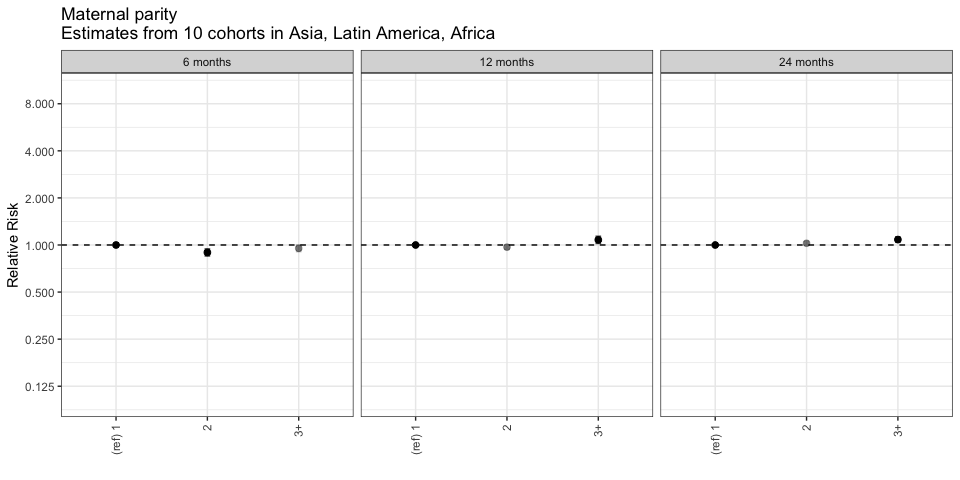 Maternal parity
Estimates from 10 cohorts in Asia, Latin America, Africa
6 months
12 months
24 months
Relative Risk
8.000
4.000
2.000
1.000
0.500
0.250
0.125
(ref) 1
2
3+
(ref) 1
2
3+
(ref) 1
2
3+